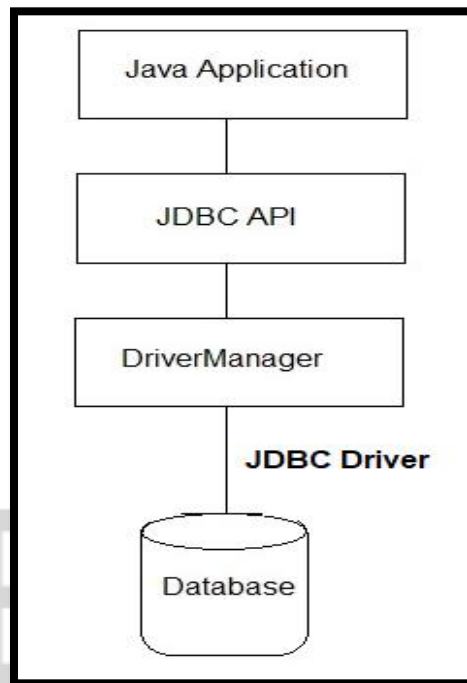 Java Application
JDBC API
DriverManager
JDBC Driver
Database